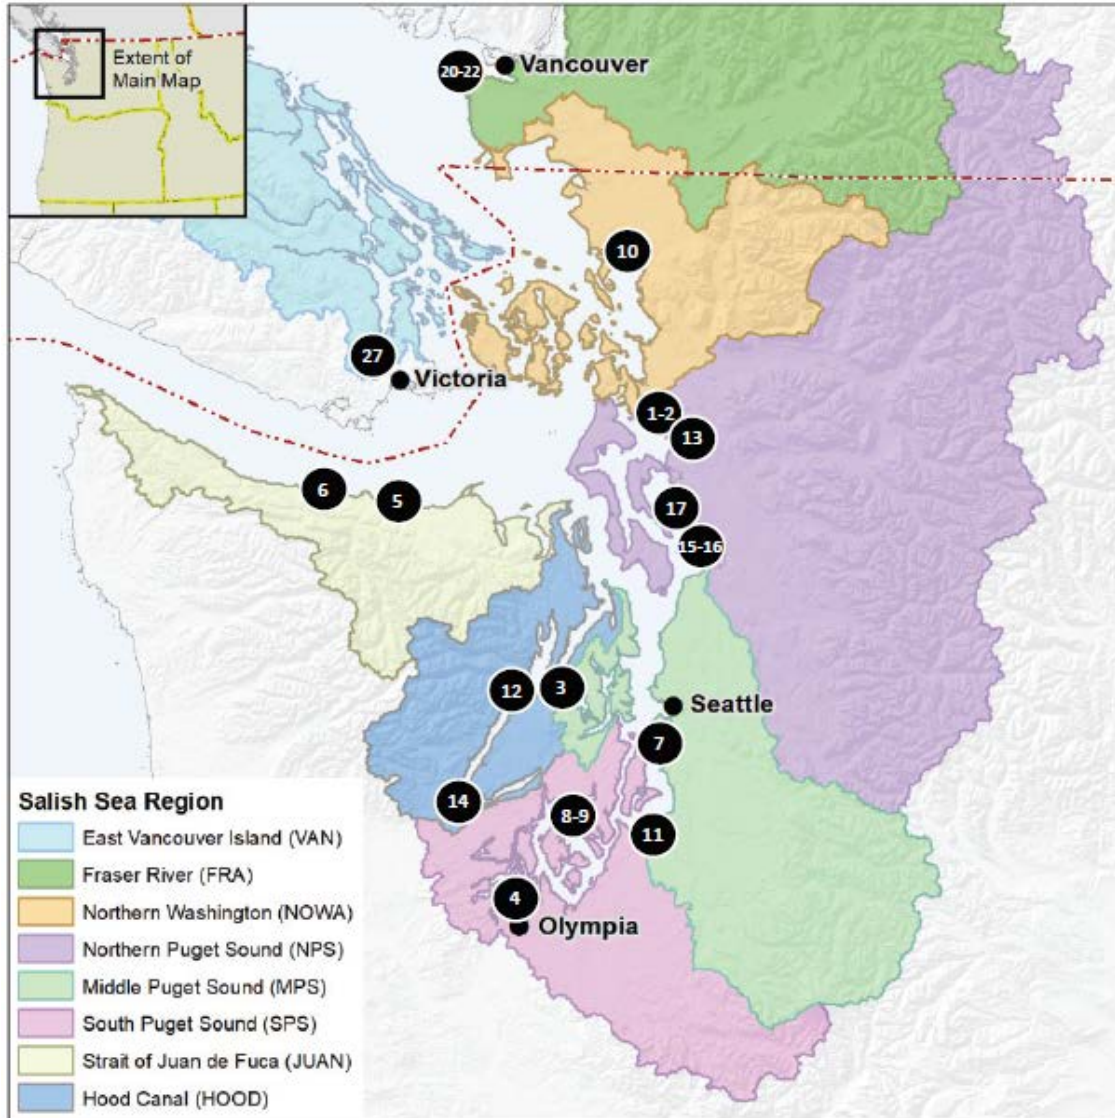 Extent of
Main Map
20-22
Vancouver
10
27
Victoria
1-2
13
6
5
17
15-16
12
3
Seattle
7
14
8-9
11
4
Olympia
Salish Sea Region
East Vancouver Island (VAN)
Fraser River (FRA)
Northern Washington (NOWA)
Northern Puget Sound (NPS)
Middle Puget Sound (MPS)
South Puget Sound (SPS)
Strait of Juan de Fuca (JUAN)
Hood Canal (HOOD)